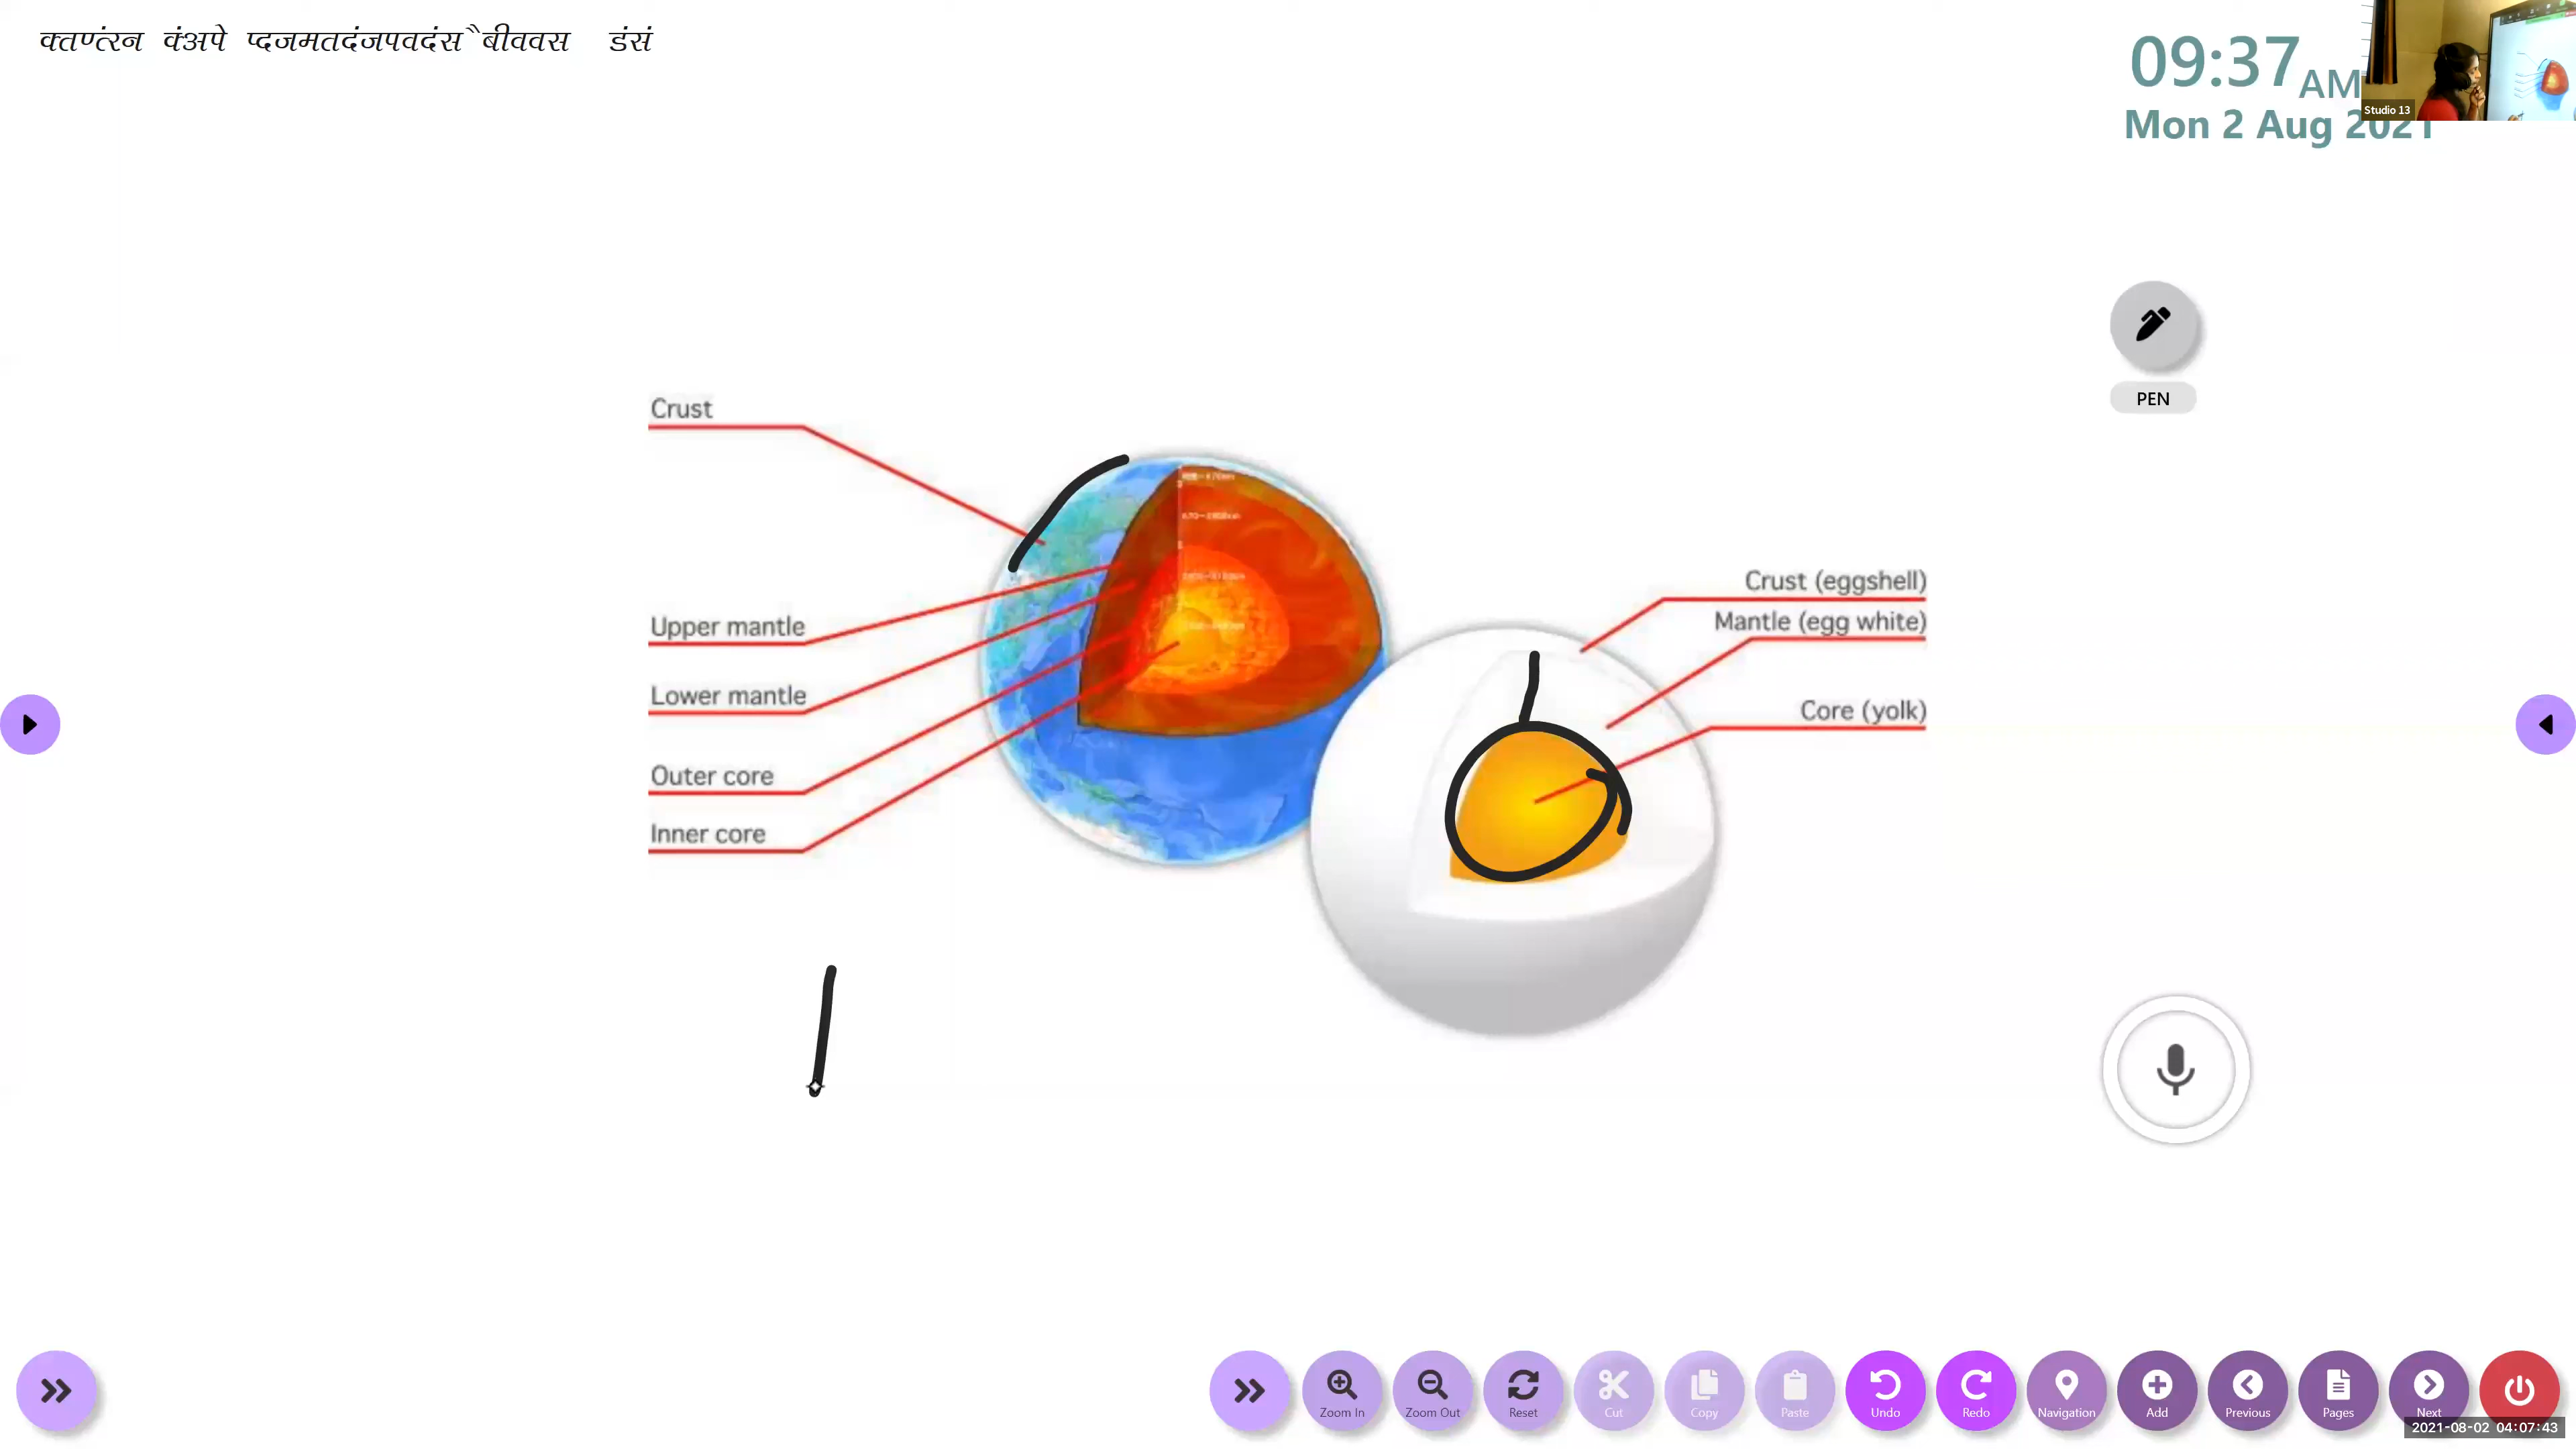 क्तण्ंरन क्ंअपे प्दजमतदंजपवदंसैबीववस डंसं
09:37 AM
Mon 2 Aug 2021
Studio 13
PEN
Crust
Upper mantle
Lower mantle
Outer core
Inner core
Crust (eggshell)
Mantle (egg white)
Core (yolk)
Zoom In Zoom Out Reset Cut Copy Paste Undo Redo Navigation Add Previous Pages Next
2021-08-02 04:07:43